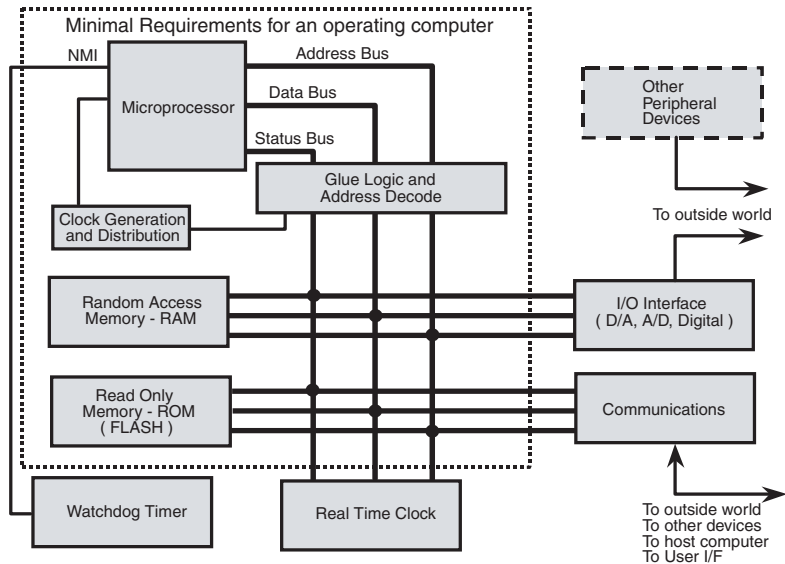 Minimal Requirements for an operating computer
NMI
Microprocessor
Address Bus
Data Bus
Status Bus
Other
Peripheral
Devices
Glue Logic and
Address Decode
Clock Generation
and Distribution
To outside world
Random Access
Memory - RAM
I/O Interface
( D/A, A/D, Digital )
Read Only
Memory - ROM
( FLASH )
Communications
Watchdog Timer
Real Time Clock
To outside world
To other devices
To host computer
To User I/F